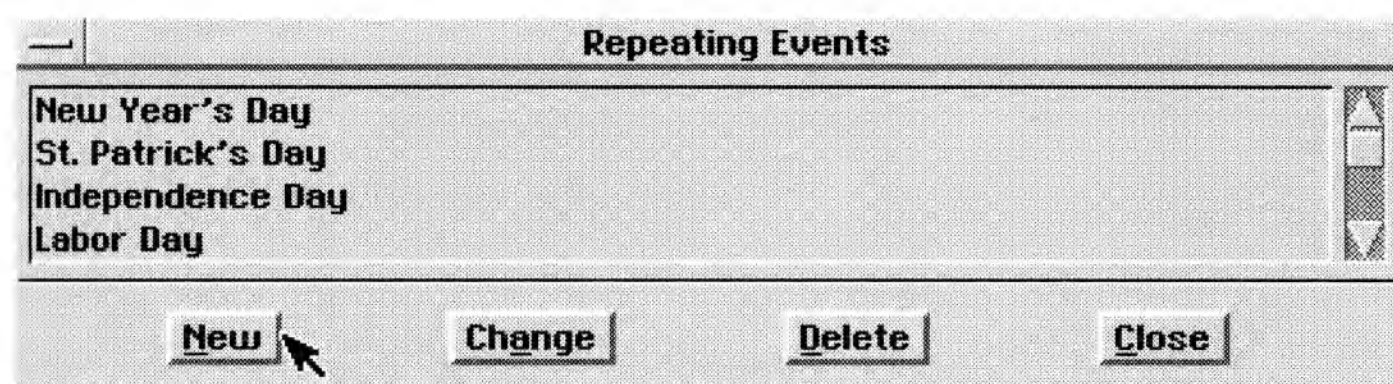 Repeating Events
New Year's Day
St. Patrick's Day
Independence Day
Labor Day
New Change Delete Close